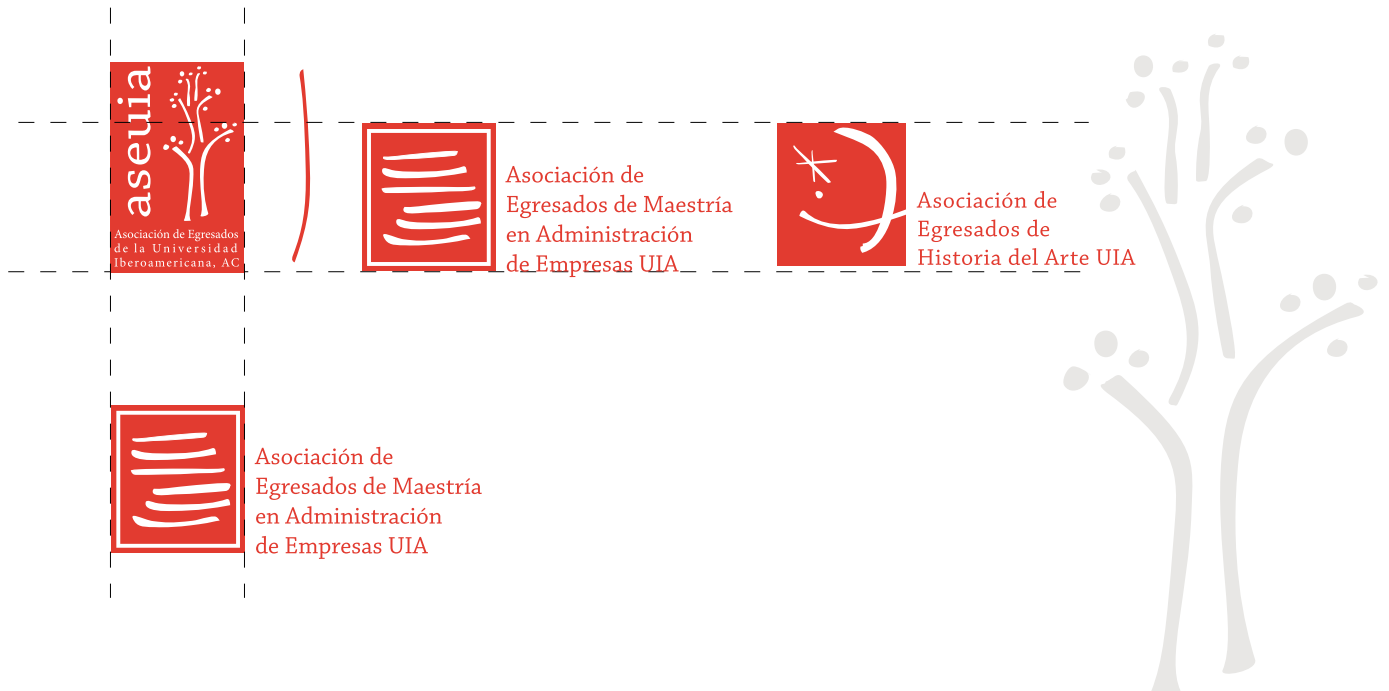 aseuia
Asociación de Egresados
de la Universidad
Iberoamericana, AC
Asociación de
Egresados de Maestría
en Administración
de Empresas UIA
Asociación de
Egresados de
Historia del Arte UIA
Asociación de
Egresados de Maestría
en Administración
de Empresas UIA